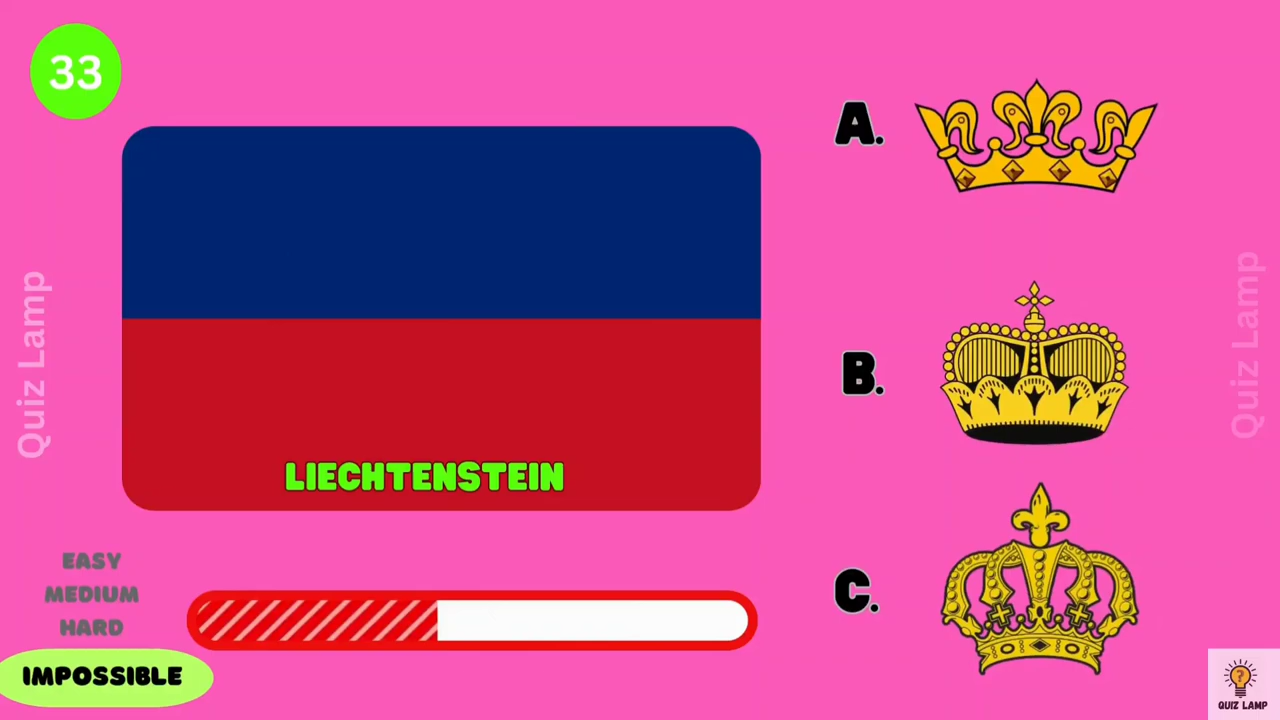 33
A.
B.
C.
LIECHTENSTEIN
EASY
MEDIUM
HARD
IMPOSSIBLE
Quiz Lamp
Quiz Lamp
?
QUIZ LAMP